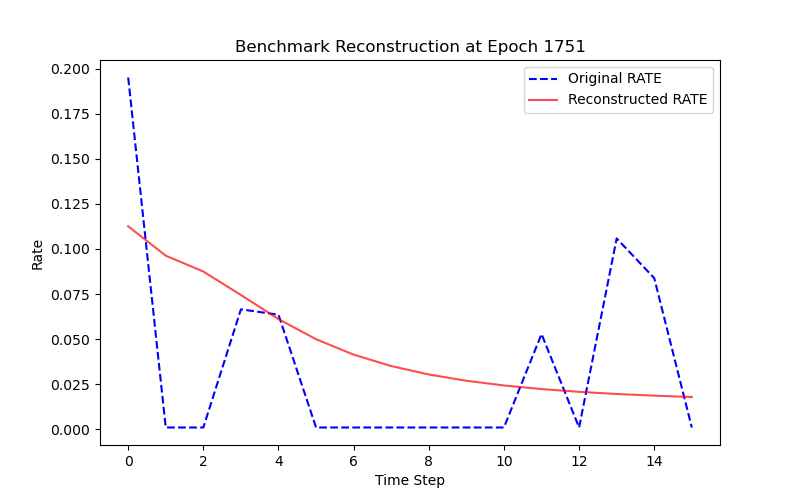 Benchmark Reconstruction at Epoch 1751
Original RATE
Reconstructed RATE
Rate
0.200
0.175
0.150
0.125
0.100
0.075
0.050
0.025
0.000
0 2 4 6 8 10 12 14
Time Step